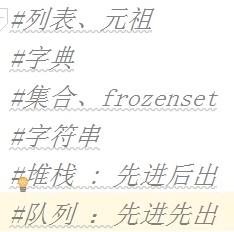 #列表、元祖
#字典
#集合、frozenset
#字符串
#堆栈 : 先进后出
#队列 : 先进先出